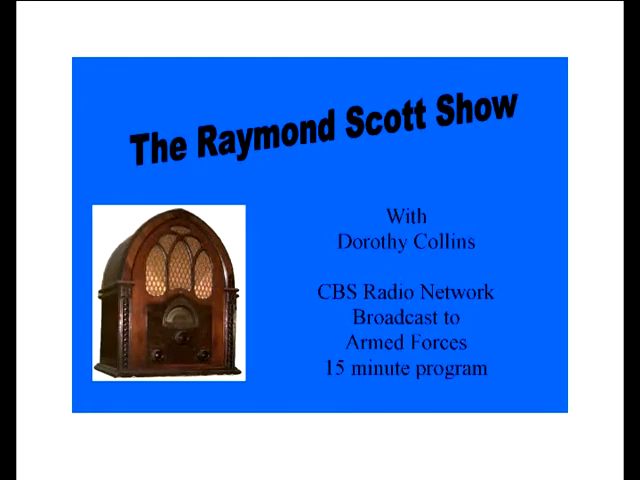 The Raymond Scott Show
With
Dorothy Collins
CBS Radio Network
Broadcast to
Armed Forces
15 minute program